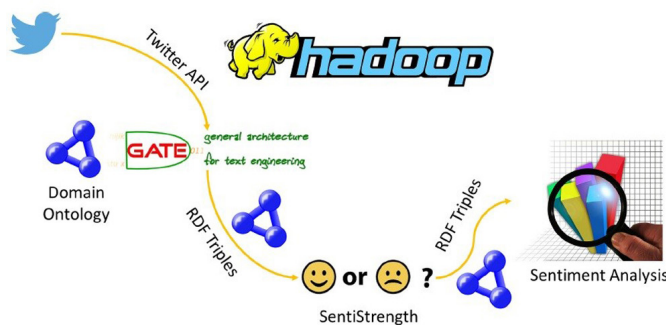 Twitter API
hadoop
GATE
general architecture
for text engineering
Domain
Ontology
RDF Triples
or
?
SentiStrength
RDF Triples
Sentiment Analysis